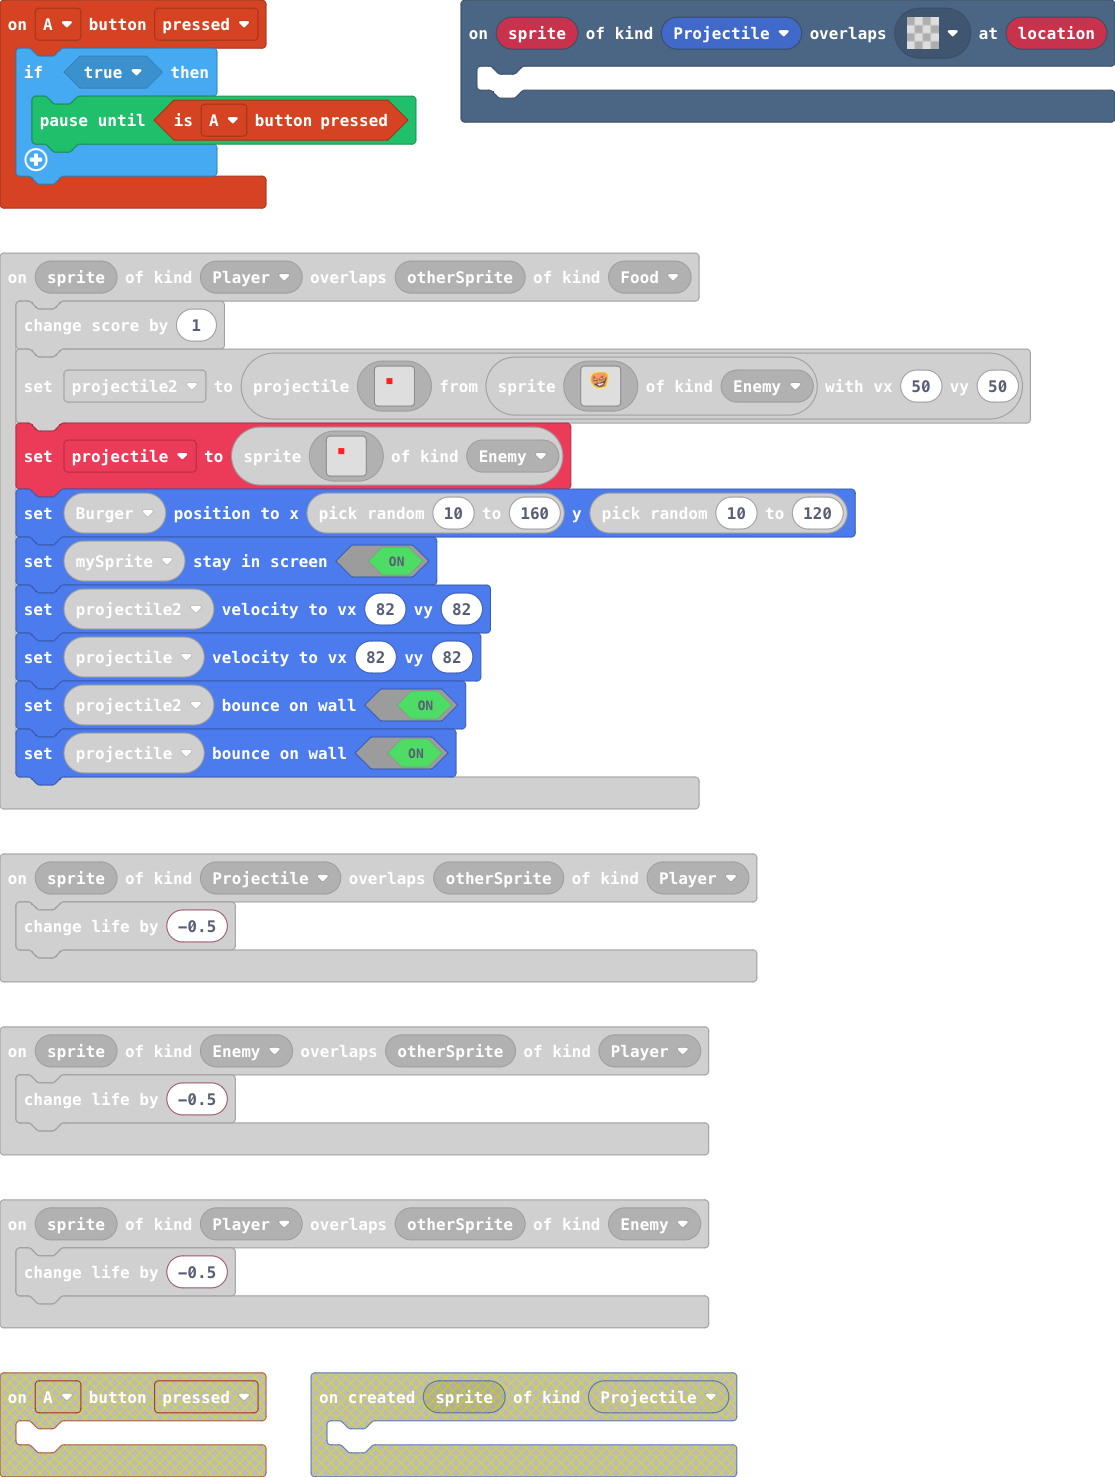 on A button pressed
if true then
pause until is A button pressed
on sprite of kind Projectile overlaps at location
on sprite of kind Player overlaps otherSprite of kind Food
change score by 1
set projectile2 to projectile from sprite of kind Enemy with vx 50 vy 50
set projectile to sprite of kind Enemy
set Burger position to x pick random 10 to 160 y pick random 10 to 120
set mySprite stay in screen ON
set projectile2 velocity to vx 82 vy 82
set projectile velocity to vx 82 vy 82
set projectile2 bounce on wall ON
set projectile bounce on wall ON
on sprite of kind Projectile overlaps otherSprite of kind Player
change life by −0.5
on sprite of kind Enemy overlaps otherSprite of kind Player
change life by −0.5
on sprite of kind Player overlaps otherSprite of kind Enemy
change life by −0.5
on A button pressed
on created sprite of kind Projectile